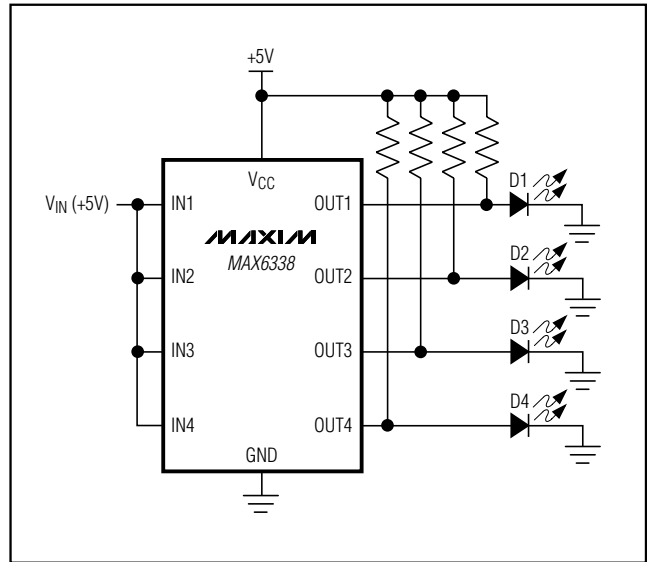 +5V
VCC
VIN (+5V)
IN1
OUT1
D1
MAXIM
MAX6338
IN2
OUT2
D2
IN3
OUT3
D3
IN4
OUT4
D4
GND